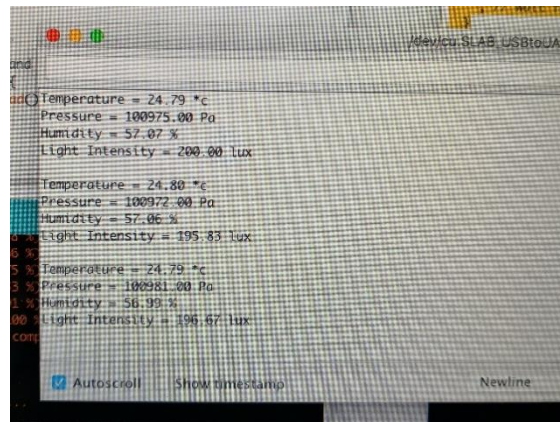 /dev/cu.SLAB_USBtoUA
Temperature = 24.79 *c
Pressure = 100975.00 Pa
Humidity = 57.07 %
Light Intensity = 200.00 lux
Temperature = 24.80 *c
Pressure = 100972.00 Pa
Humidity = 57.06 %
Light Intensity = 195.83 lux
Temperature = 24.79 *c
Pressure = 100981.00 Pa
Humidity = 56.99 %
Light Intensity = 196.67 lux
Autoscroll Show timestamp Newline